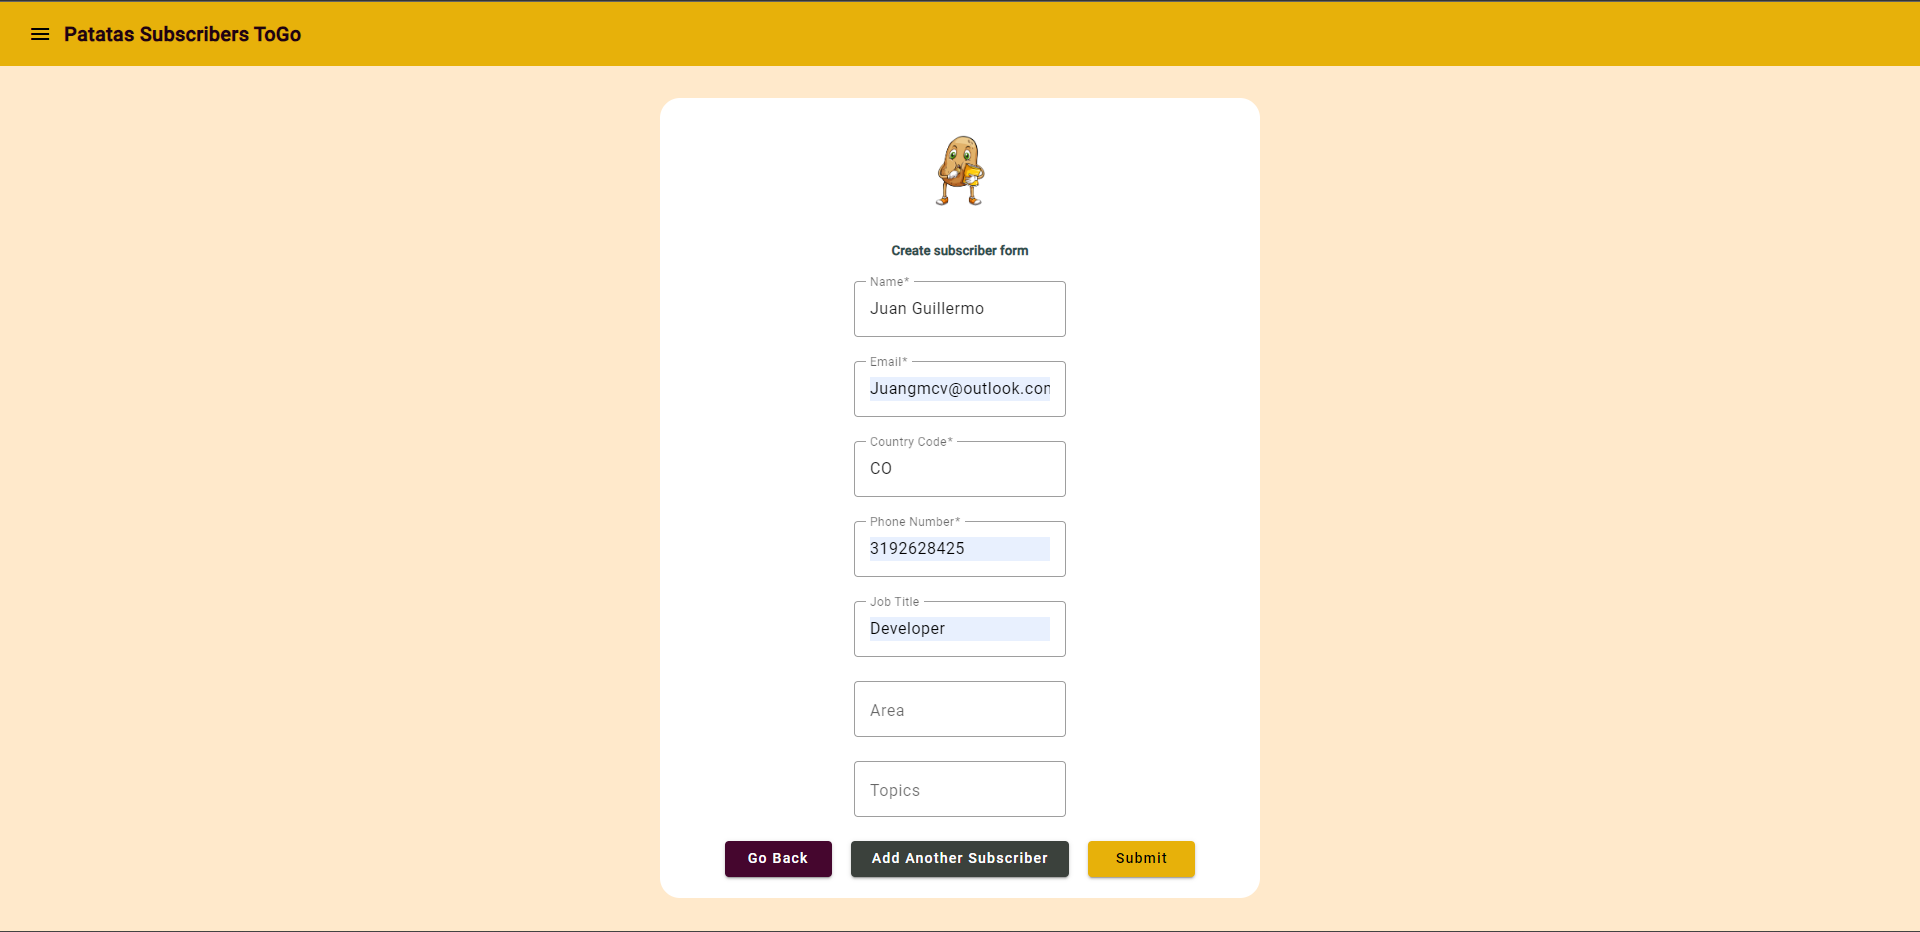 Patatas Subscribers ToGo
Create subscriber form
Name*
Juan Guillermo
Email*
Juangmcv@outlook.com
Country Code*
CO
Phone Number*
3192628425
Job Title
Developer
Area
Topics
Go Back
Add Another Subscriber
Submit